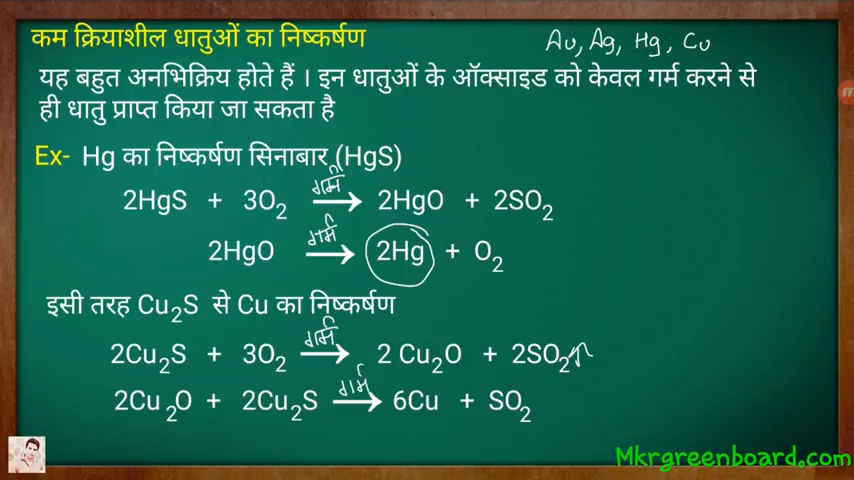 कम क्रियाशील धातुओं का निष्कर्षण Au, Ag, Hg, Cu
यह बहुत अनभिक्रिय होते हैं । इन धातुओं के ऑक्साइड को केवल गर्म करने से
ही धातु प्राप्त किया जा सकता है
Ex- Hg का निष्कर्षण सिनाबार (HgS)
2HgS + 3O₂ गर्म → 2HgO + 2SO₂
2HgO गर्म → 2Hg + O₂
इसी तरह Cu₂S से Cu का निष्कर्षण
2Cu₂S + 3O₂ गर्म → 2 Cu₂O + 2SO₂↑
2Cu₂O + 2Cu₂S गर्म → 6Cu + SO₂
Mkrgreenboard.com